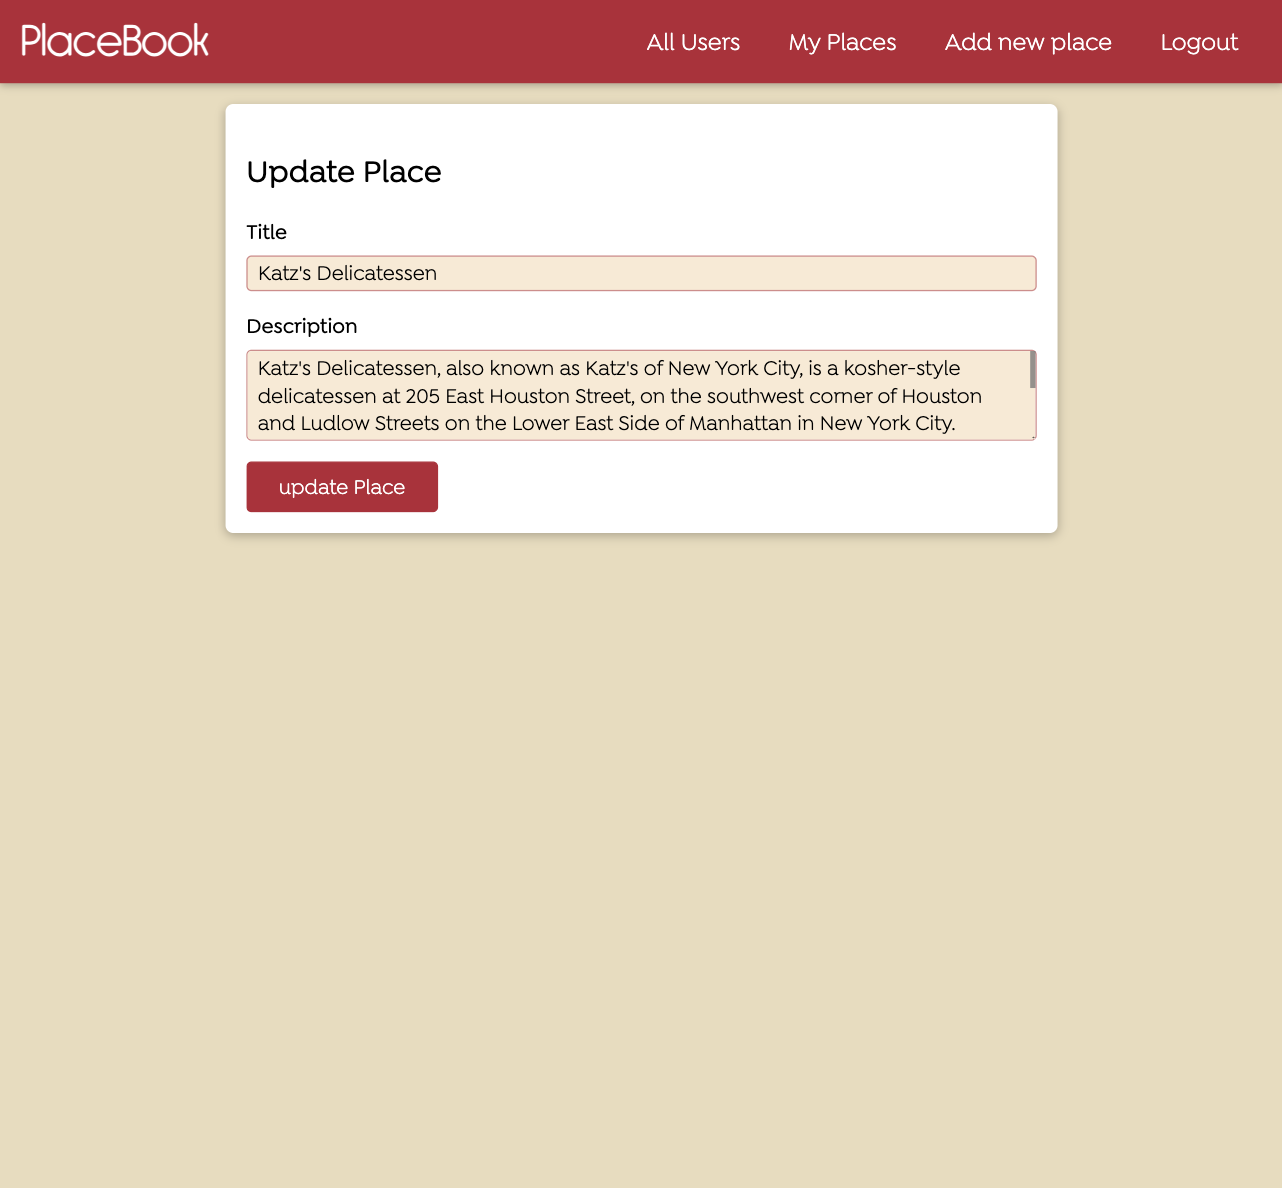 PlaceBook
All Users
My Places
Add new place
Logout
Update Place
Title
Katz's Delicatessen
Description
Katz's Delicatessen, also known as Katz's of New York City, is a kosher-style
delicatessen at 205 East Houston Street, on the southwest corner of Houston
and Ludlow Streets on the Lower East Side of Manhattan in New York City.
update Place